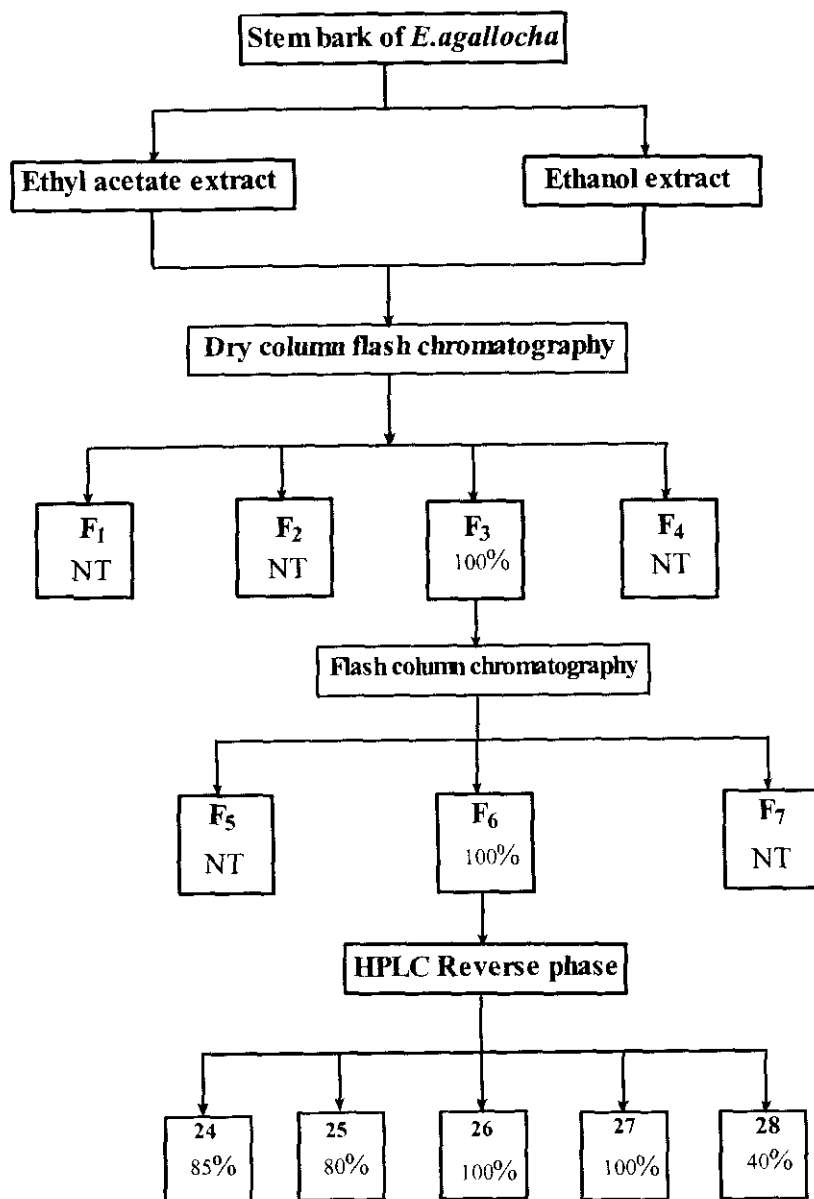 Stem bark of E.agallocha
Ethyl acetate extract
Ethanol extract
Dry column flash chromatography
F1
NT
F2
NT
F3
100%
F4
NT
Flash column chromatography
F5
NT
F6
100%
F7
NT
HPLC Reverse phase
24
85%
25
80%
26
100%
27
100%
28
40%